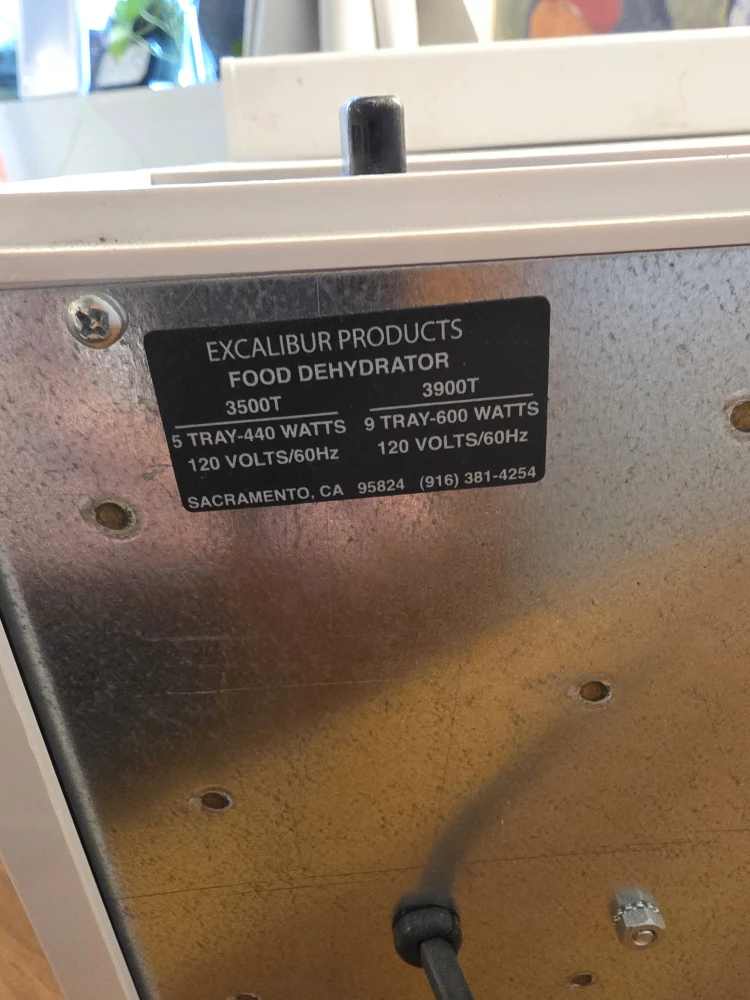 EXCALIBUR PRODUCTS
FOOD DEHYDRATOR
3500T
5 TRAY-440 WATTS
120 VOLTS/60Hz
3900T
9 TRAY-600 WATTS
120 VOLTS/60Hz
SACRAMENTO, CA 95824 (916) 381-4254